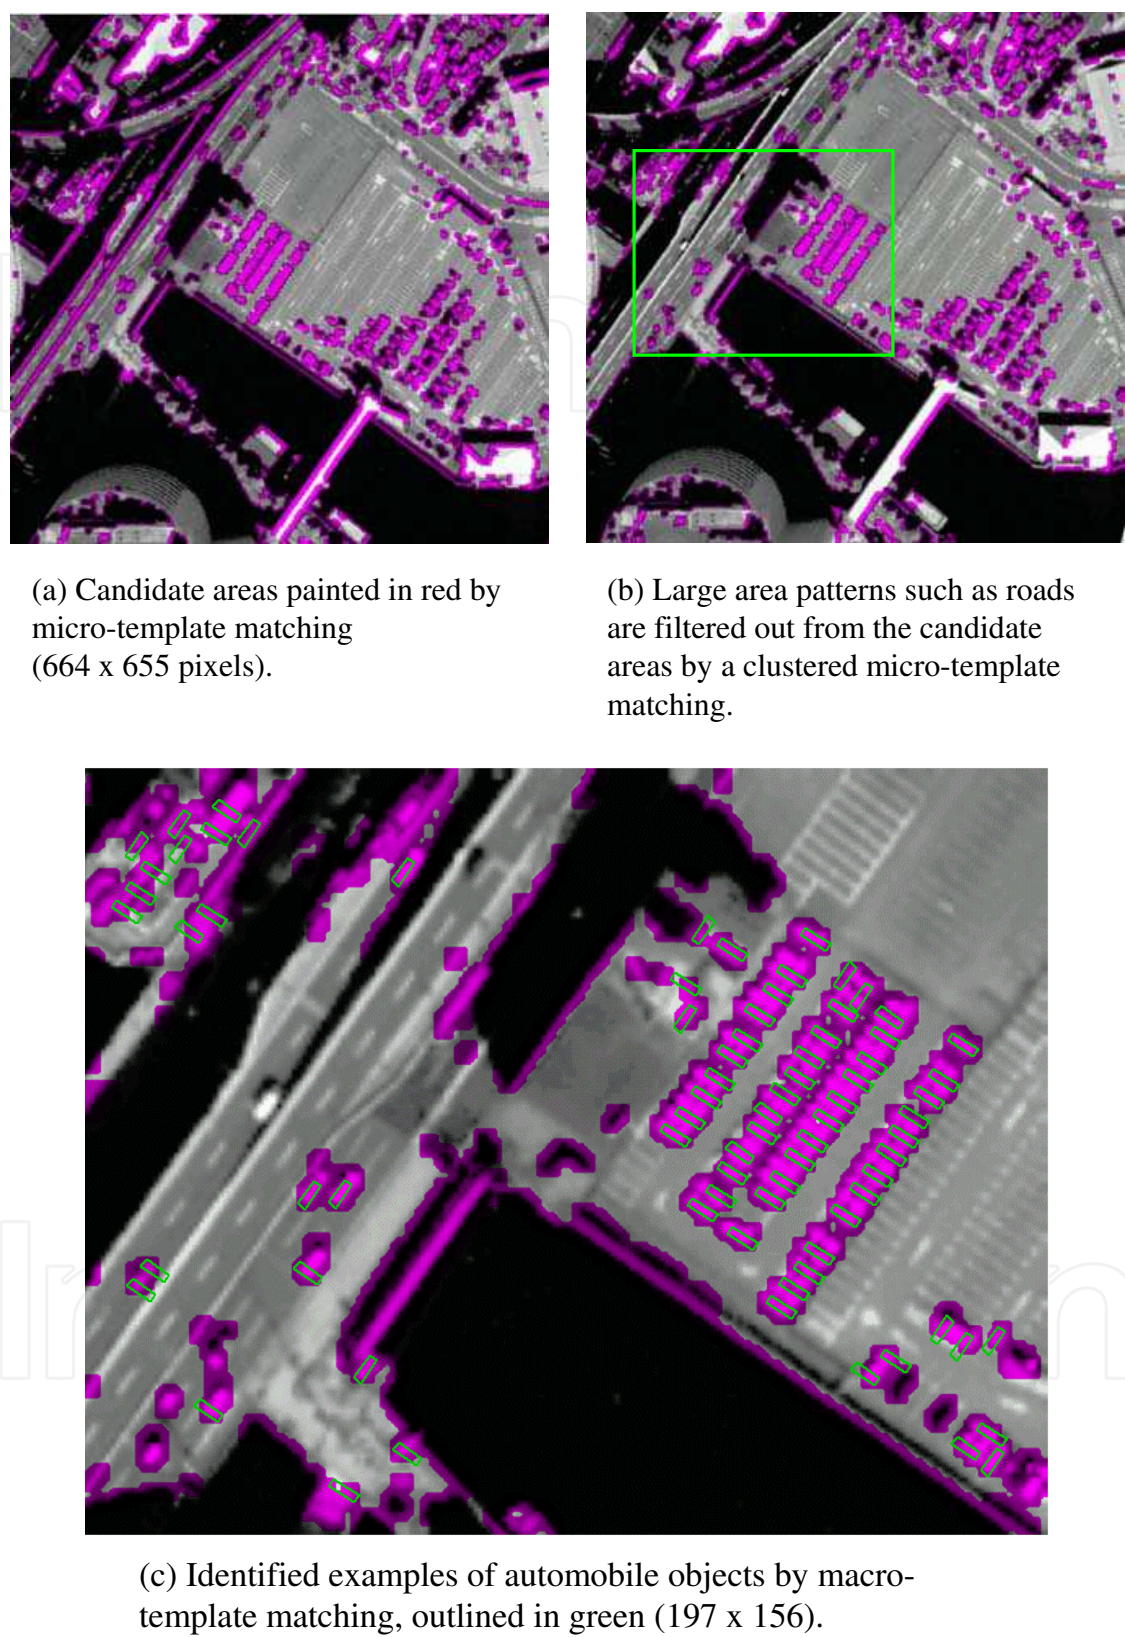 (a) Candidate areas painted in red by
micro-template matching
(664 x 655 pixels).
(b) Large area patterns such as roads
are filtered out from the candidate
areas by a clustered micro-template
matching.
(c) Identified examples of automobile objects by macro-
template matching, outlined in green (197 x 156).